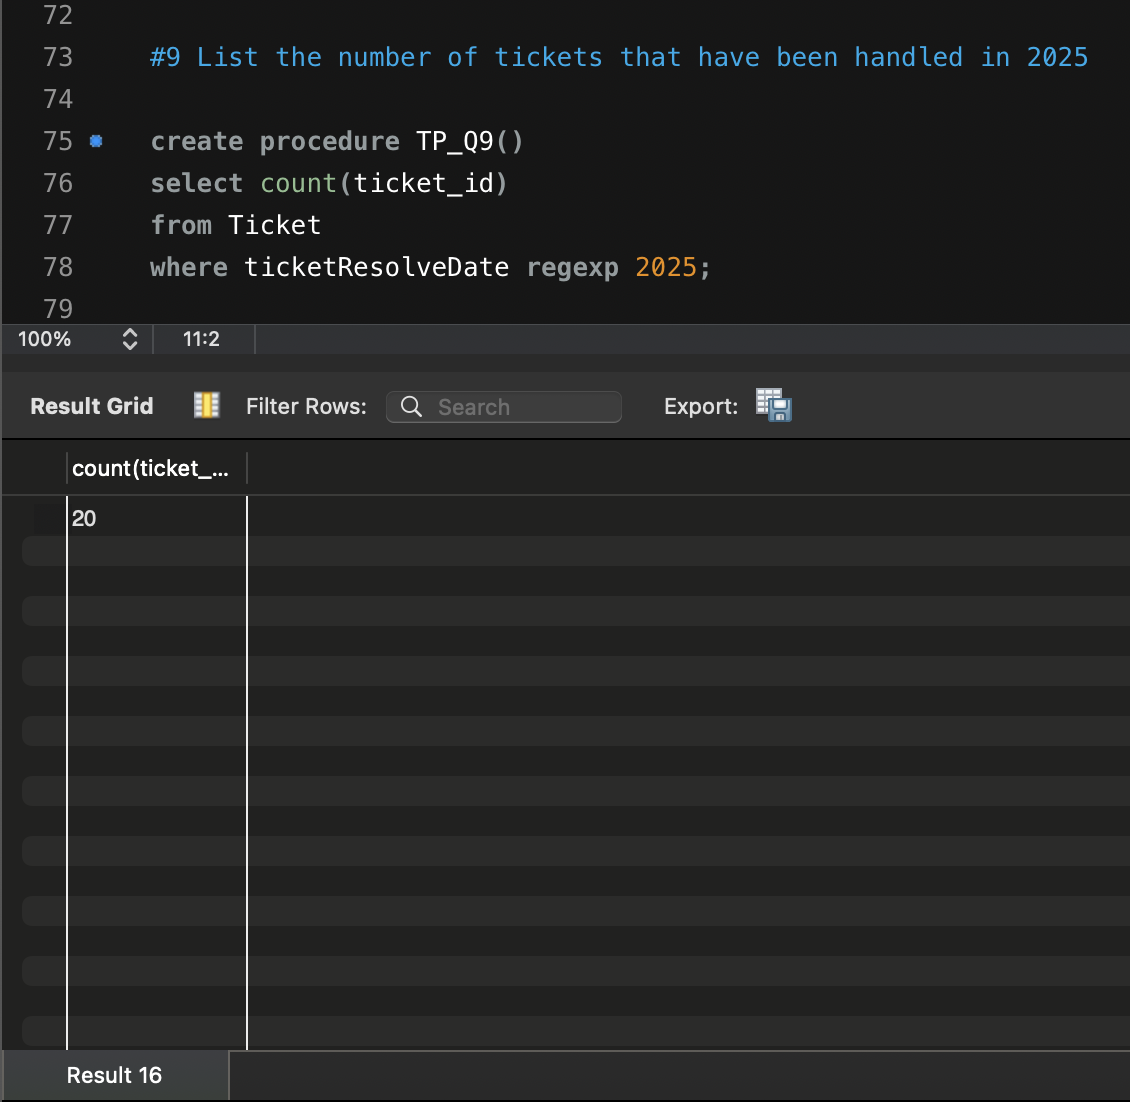 72
73 #9 List the number of tickets that have been handled in 2025
74
75 create procedure TP_Q9()
76 select count(ticket_id)
77 from Ticket
78 where ticketResolveDate regexp 2025;
79
100% 11:2
Result Grid Filter Rows: Search Export:
count(ticket_...
20
Result 16